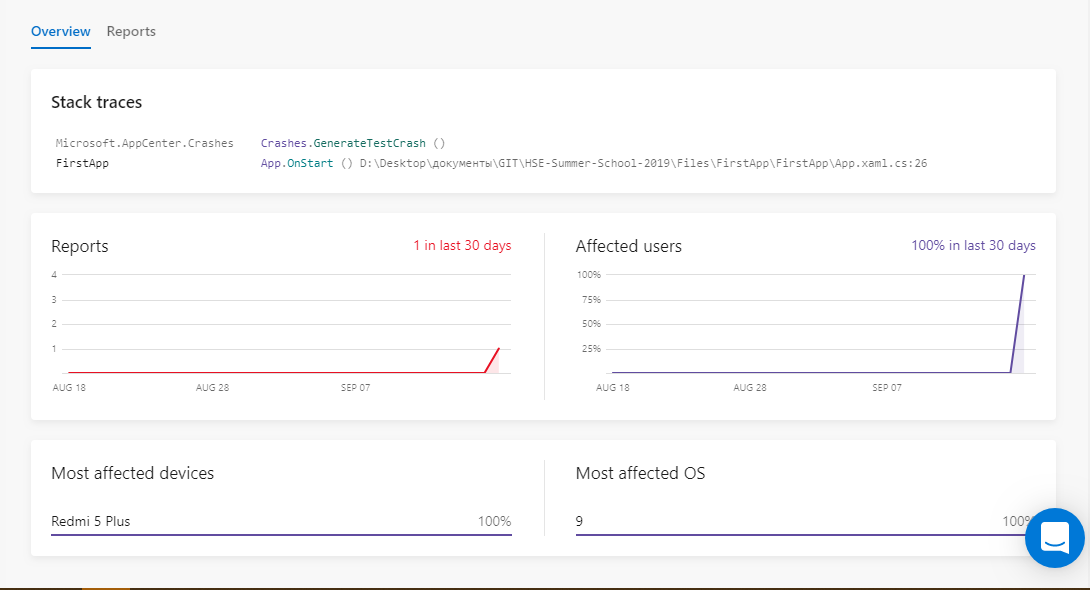 Overview Reports
Stack traces
Microsoft.AppCenter.Crashes Crashes.GenerateTestCrash ()
FirstApp App.OnStart () D:\Desktop\документы\GIT\HSE-Summer-School-2019\Files\FirstApp\FirstApp\App.xaml.cs:26
Reports 1 in last 30 days
4
3
2
1
AUG 18 AUG 28 SEP 07
Affected users 100% in last 30 days
100%
75%
50%
25%
AUG 18 AUG 28 SEP 07
Most affected devices
Redmi 5 Plus 100%
Most affected OS
9 100%